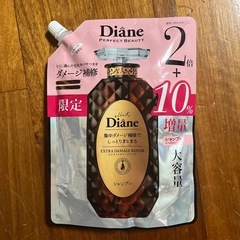 Diane
PERFECT BEAUTY
ダメージ補修
限定
2倍
+
10%
増量
シャンプー
大容量
Diane
集中ダメージ補修で
しっとりまとまる
EXTRA DAMAGE REPAIR
シャンプー